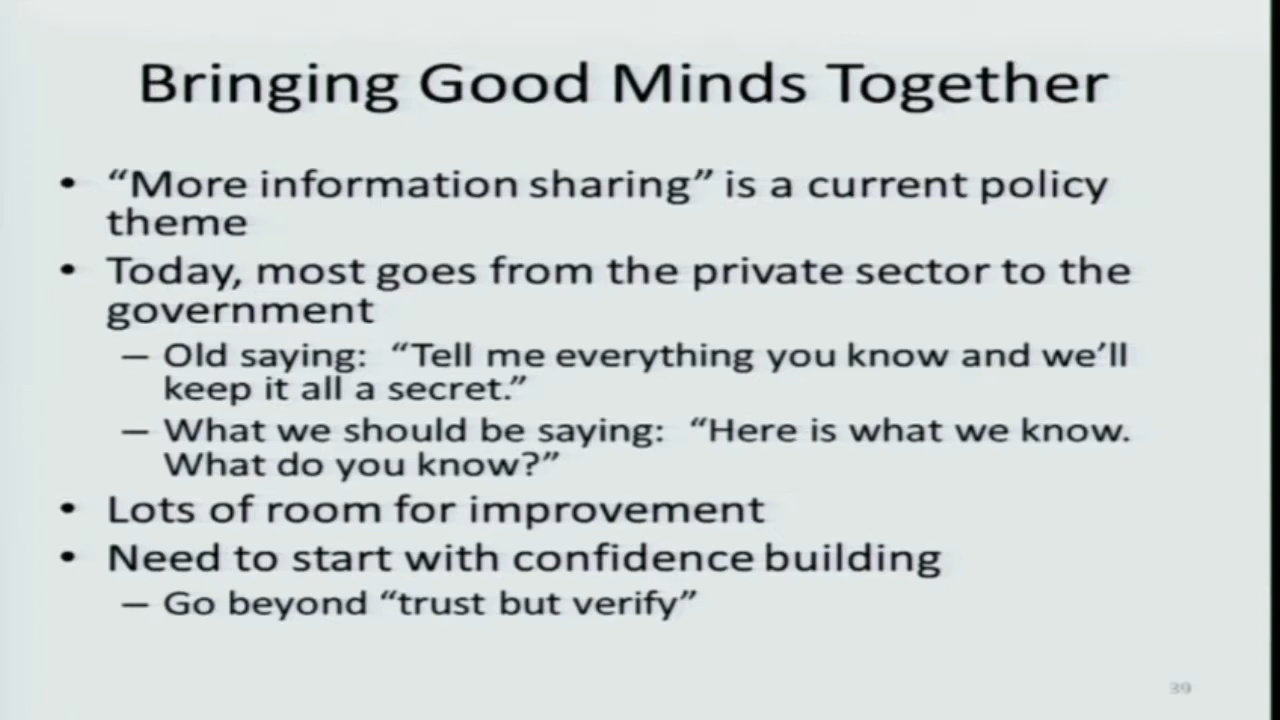 Bringing Good Minds Together
• “More information sharing” is a current policy
theme
• Today, most goes from the private sector to the
government
– Old saying: “Tell me everything you know and we’ll
keep it all a secret.”
– What we should be saying: “Here is what we know.
What do you know?”
• Lots of room for improvement
• Need to start with confidence building
– Go beyond “trust but verify”
39